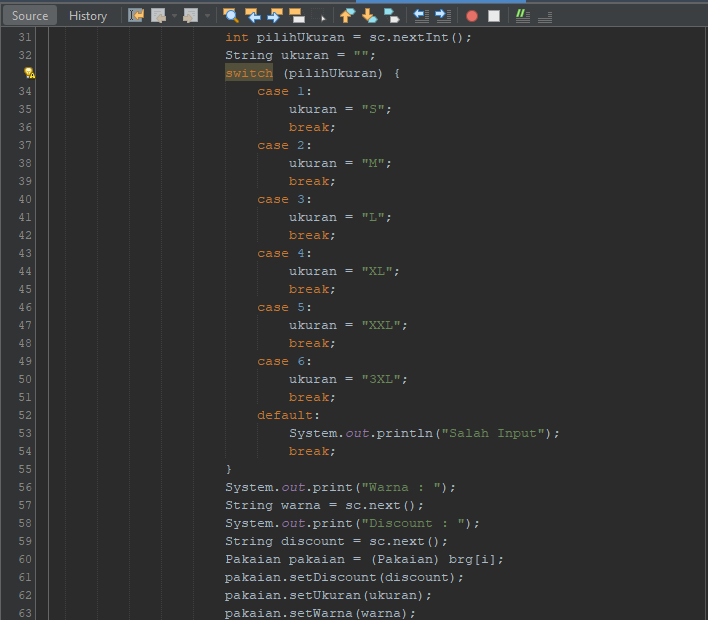 Source History
31 int pilihUkuran = sc.nextInt();
32 String ukuran = "";
switch (pilihUkuran) {
34 case 1:
35 ukuran = "S";
36 break;
37 case 2:
38 ukuran = "M";
39 break;
40 case 3:
41 ukuran = "L";
42 break;
43 case 4:
44 ukuran = "XL";
45 break;
46 case 5:
47 ukuran = "XXL";
48 break;
49 case 6:
50 ukuran = "3XL";
51 break;
52 default:
53 System.out.println("Salah Input");
54 break;
55 }
56 System.out.print("Warna : ");
57 String warna = sc.next();
58 System.out.print("Discount : ");
59 String discount = sc.next();
60 Pakaian pakaian = (Pakaian) brg[i];
61 pakaian.setDiscount(discount);
62 pakaian.setUkuran(ukuran);
63 pakaian.setWarna(warna);